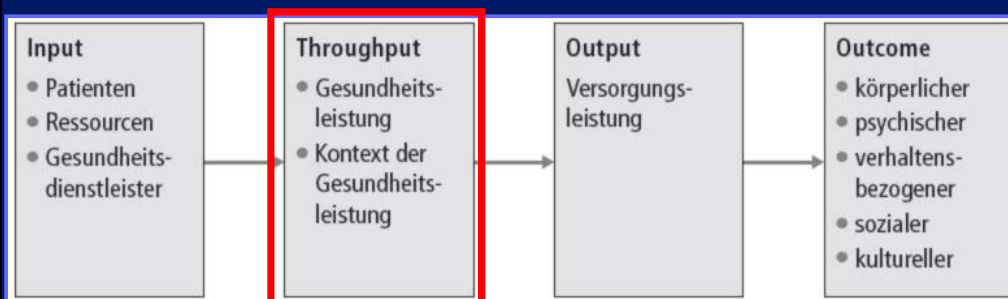 Input
• Patienten
• Ressourcen
• Gesundheits-
dienstleister
Throughput
• Gesundheits-
leistung
• Kontext der
Gesundheits-
leistung
Output
Versorgungs-
leistung
Outcome
• körperlicher
• psychischer
• verhaltens-
bezogener
• sozialer
• kultureller